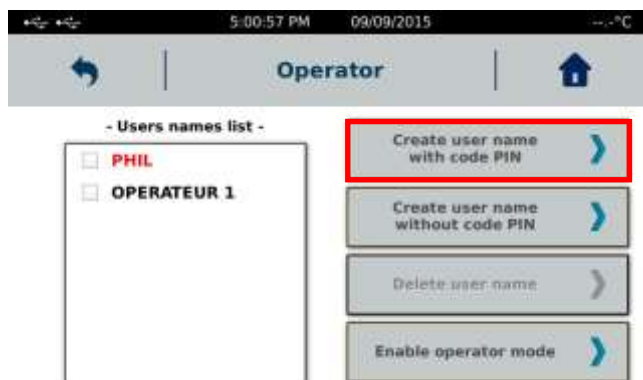 5:00:57 PM 09/09/2015 --.-°C
Operator
- Users names list -
PHIL
OPERATEUR 1
Create user name
with code PIN
Create user name
without code PIN
Delete user name
Enable operator mode